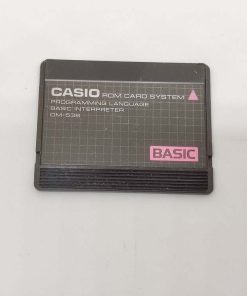 CASIO ROM CARD SYSTEM
PROGRAMMING LANGUAGE
BASIC INTERPRETER
OM-53B
BASIC